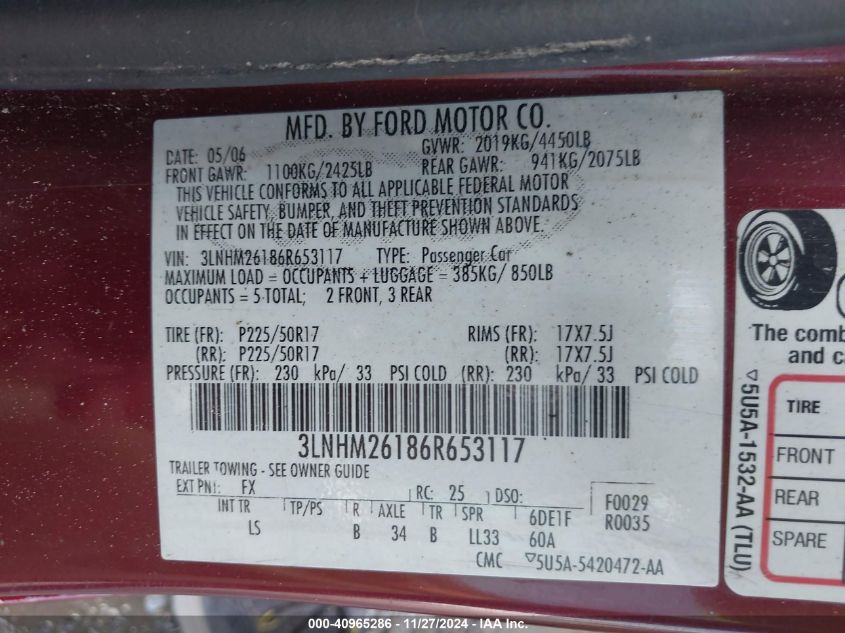 MFD. BY FORD MOTOR CO.
DATE: 05/06 GVWR: 2019KG/4450LB
FRONT GAWR: 1100KG/2425LB REAR GAWR: 941KG/2075LB
THIS VEHICLE CONFORMS TO ALL APPLICABLE FEDERAL MOTOR
VEHICLE SAFETY, BUMPER, AND THEFT PREVENTION STANDARDS
IN EFFECT ON THE DATE OF MANUFACTURE SHOWN ABOVE.
VIN: 3LNHM26186R653117 TYPE: Passenger Car
MAXIMUM LOAD = OCCUPANTS + LUGGAGE = 385KG/ 850LB
OCCUPANTS = 5 TOTAL; 2 FRONT, 3 REAR
TIRE (FR): P225/50R17 RIMS (FR): 17X7.5J
(RR): P225/50R17 (RR): 17X7.5J
PRESSURE (FR): 230 kPa/ 33 PSI COLD (RR): 230 kPa/ 33 PSI COLD
3LNHM26186R653117
TRAILER TOWING - SEE OWNER GUIDE
EXT PNT: FX RC: 25 DSO: F0029
INT TR TP/PS R AXLE TR SPR 6DE1F R0035
LS B 34 B LL33 60A
CMC ▽5U5A-5420472-AA
The comb
and c
▽5U5A-1532-AA (TLU)
TIRE
FRONT
REAR
SPARE
000-40965286 - 11/27/2024 - IAA Inc.